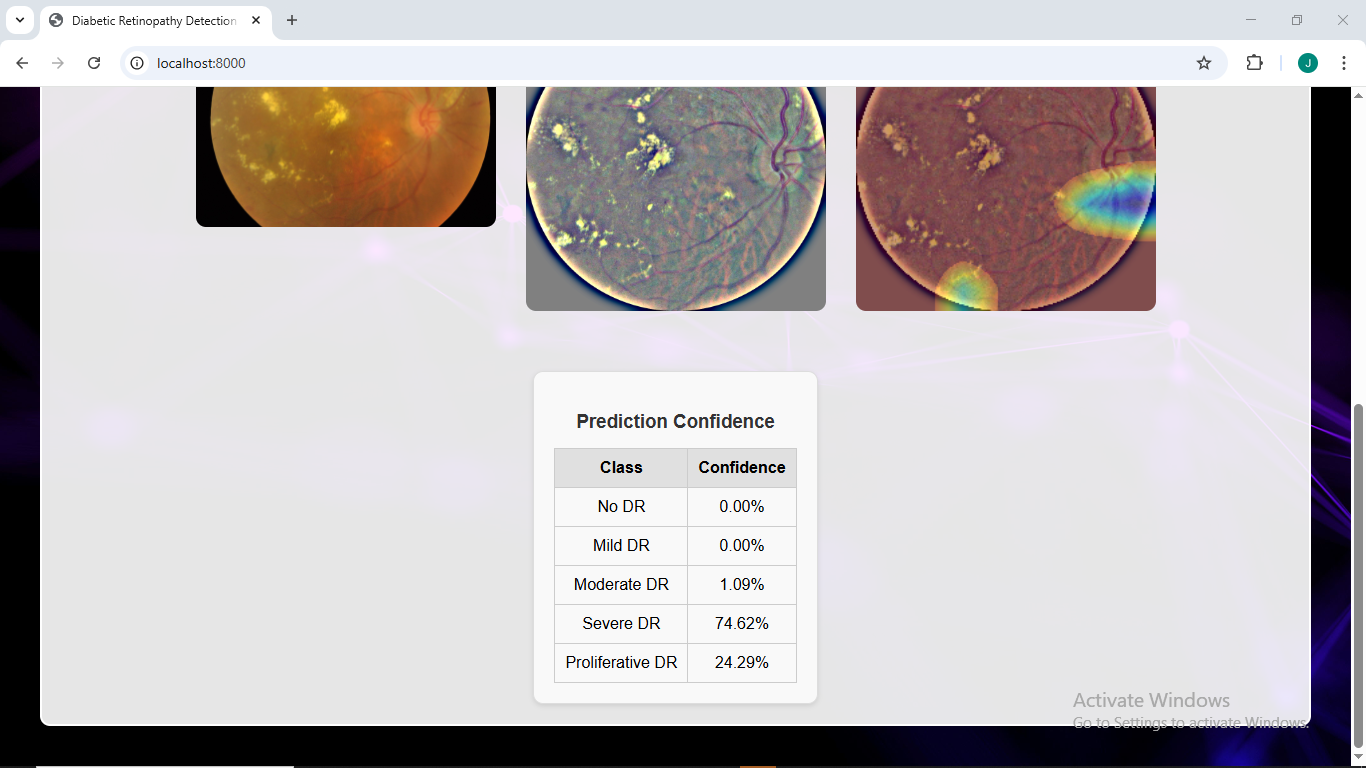 Diabetic Retinopathy Detection
localhost:8000
J
Prediction Confidence
Class Confidence
No DR 0.00%
Mild DR 0.00%
Moderate DR 1.09%
Severe DR 74.62%
Proliferative DR 24.29%
Activate Windows
Go to Settings to activate Windows.